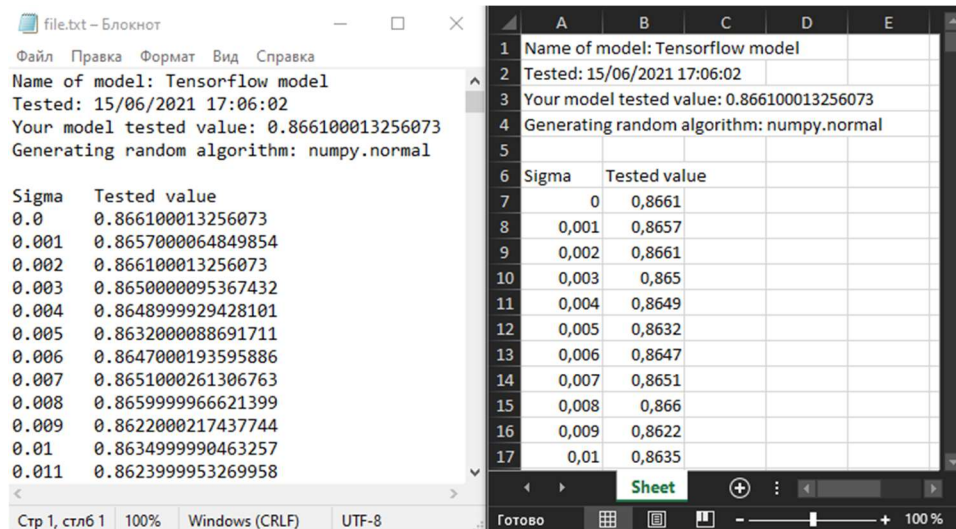 file.txt – Блокнот
Файл Правка Формат Вид Справка
Name of model: Tensorflow model
Tested: 15/06/2021 17:06:02
Your model tested value: 0.866100013256073
Generating random algorithm: numpy.normal
Sigma Tested value
0.0 0.866100013256073
0.001 0.8657000064849854
0.002 0.866100013256073
0.003 0.8650000095367432
0.004 0.8648999929428101
0.005 0.8632000088691711
0.006 0.8647000193595886
0.007 0.8651000261306763
0.008 0.8659999966621399
0.009 0.8622000217437744
0.01 0.8634999990463257
0.011 0.8623999953269958
Стр 1, стлб 1 100% Windows (CRLF) UTF-8
A B C D E
1 Name of model: Tensorflow model
2 Tested: 15/06/2021 17:06:02
3 Your model tested value: 0.866100013256073
4 Generating random algorithm: numpy.normal
5
6 Sigma Tested value
7 0 0,8661
8 0,001 0,8657
9 0,002 0,8661
10 0,003 0,865
11 0,004 0,8649
12 0,005 0,8632
13 0,006 0,8647
14 0,007 0,8651
15 0,008 0,866
16 0,009 0,8622
17 0,01 0,8635
Sheet
Готово 100 %